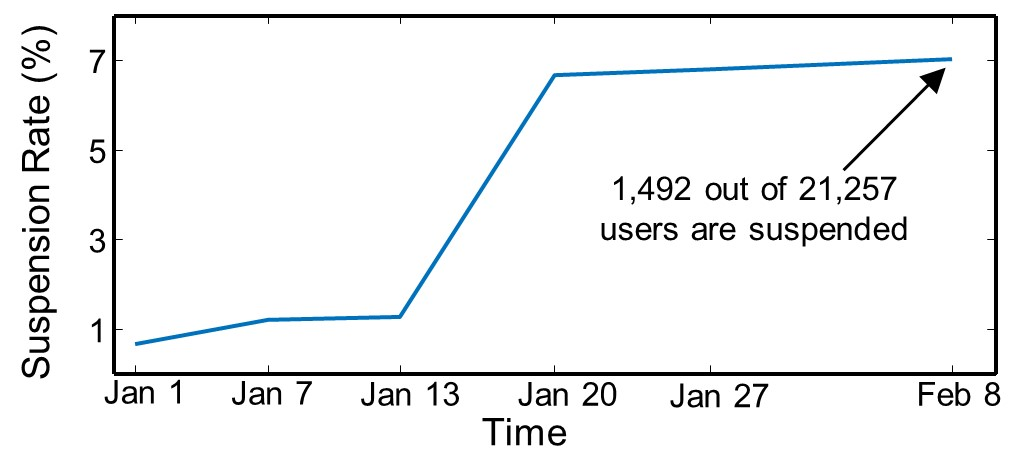 Suspension Rate (%)
7
5
3
1
1,492 out of 21,257
users are suspended
Jan 1 Jan 7 Jan 13 Jan 20 Jan 27 Feb 8
Time